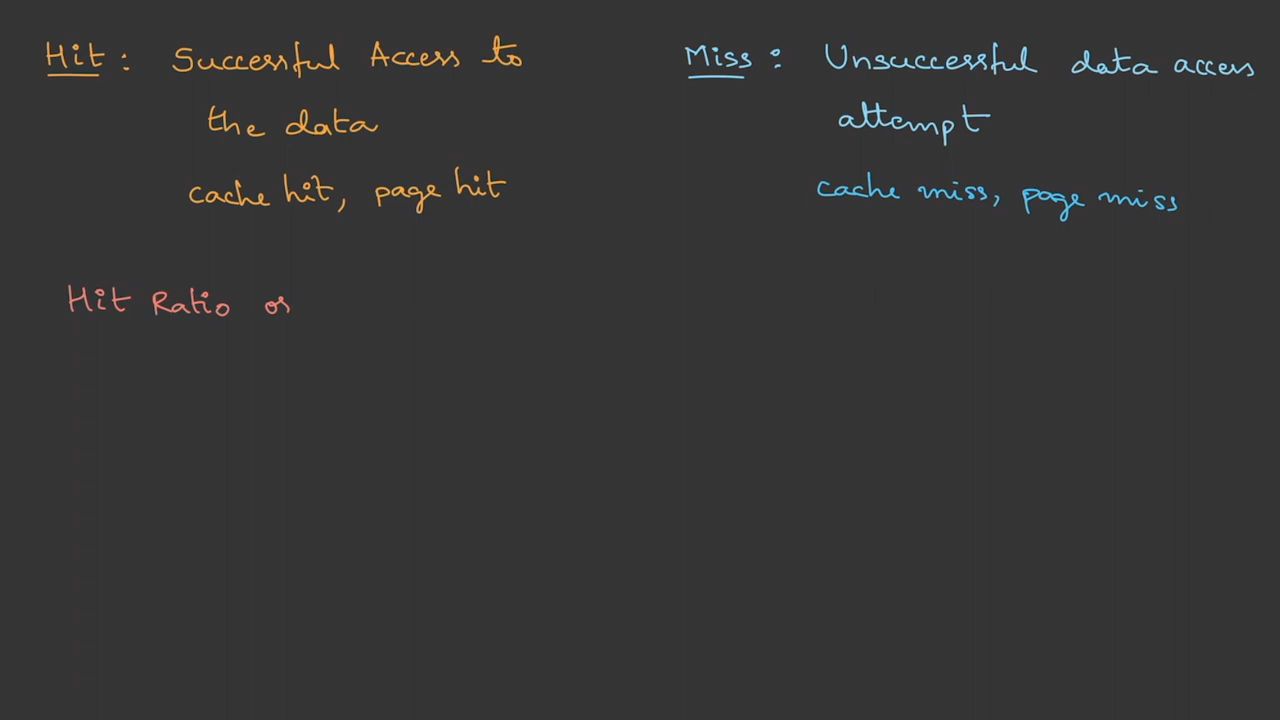 Hit : Successful Access to
the data
cache hit, page hit
Miss : Unsuccessful data access
attempt
cache miss, page miss
Hit Ratio or